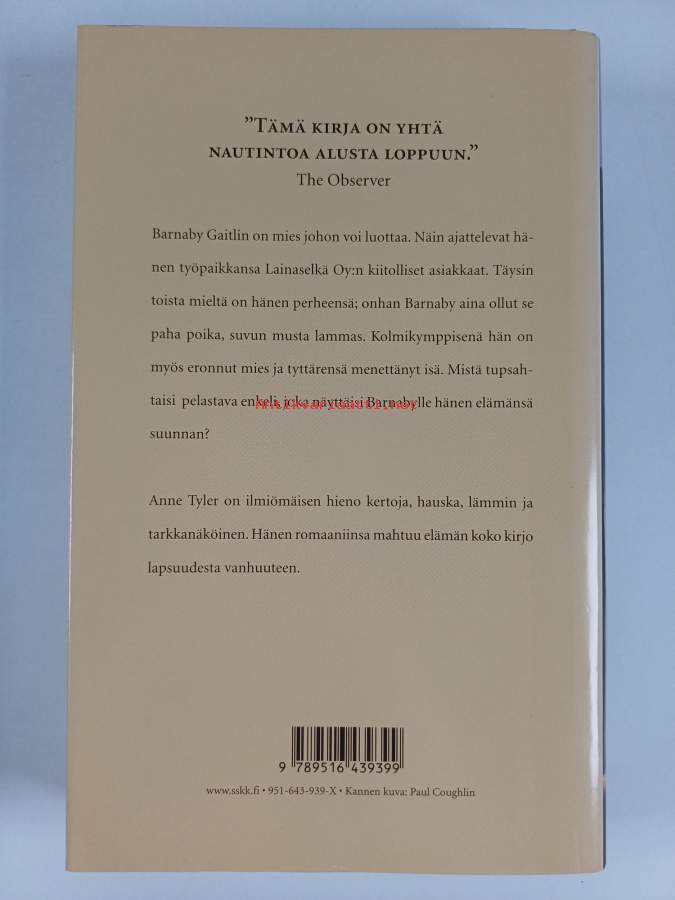 ”Tämä kirja on yhtä
nautintoa alusta loppuun.”
The Observer
Barnaby Gaitlin on mies johon voi luottaa. Näin ajattelevat hä-
nen työpaikkansa Lainaselkä Oy:n kiitolliset asiakkaat. Täysin
toista mieltä on hänen perheensä; onhan Barnaby aina ollut se
paha poika, suvun musta lammas. Kolmikymppisenä hän on
myös eronnut mies ja tyttärensä menettänyt isä. Mistä tupsah-
taisi pelastava enkeli, joka näyttäisi Barnabylle hänen elämänsä
Antikvariaatti.net
suunnan?
Anne Tyler on ilmiömäisen hieno kertoja, hauska, lämmin ja
tarkkanäköinen. Hänen romaaniinsa mahtuu elämän koko kirjo
lapsuudesta vanhuuteen.
9 789516 439399
www.sskk.fi • 951-643-939-X • Kannen kuva: Paul Coughlin